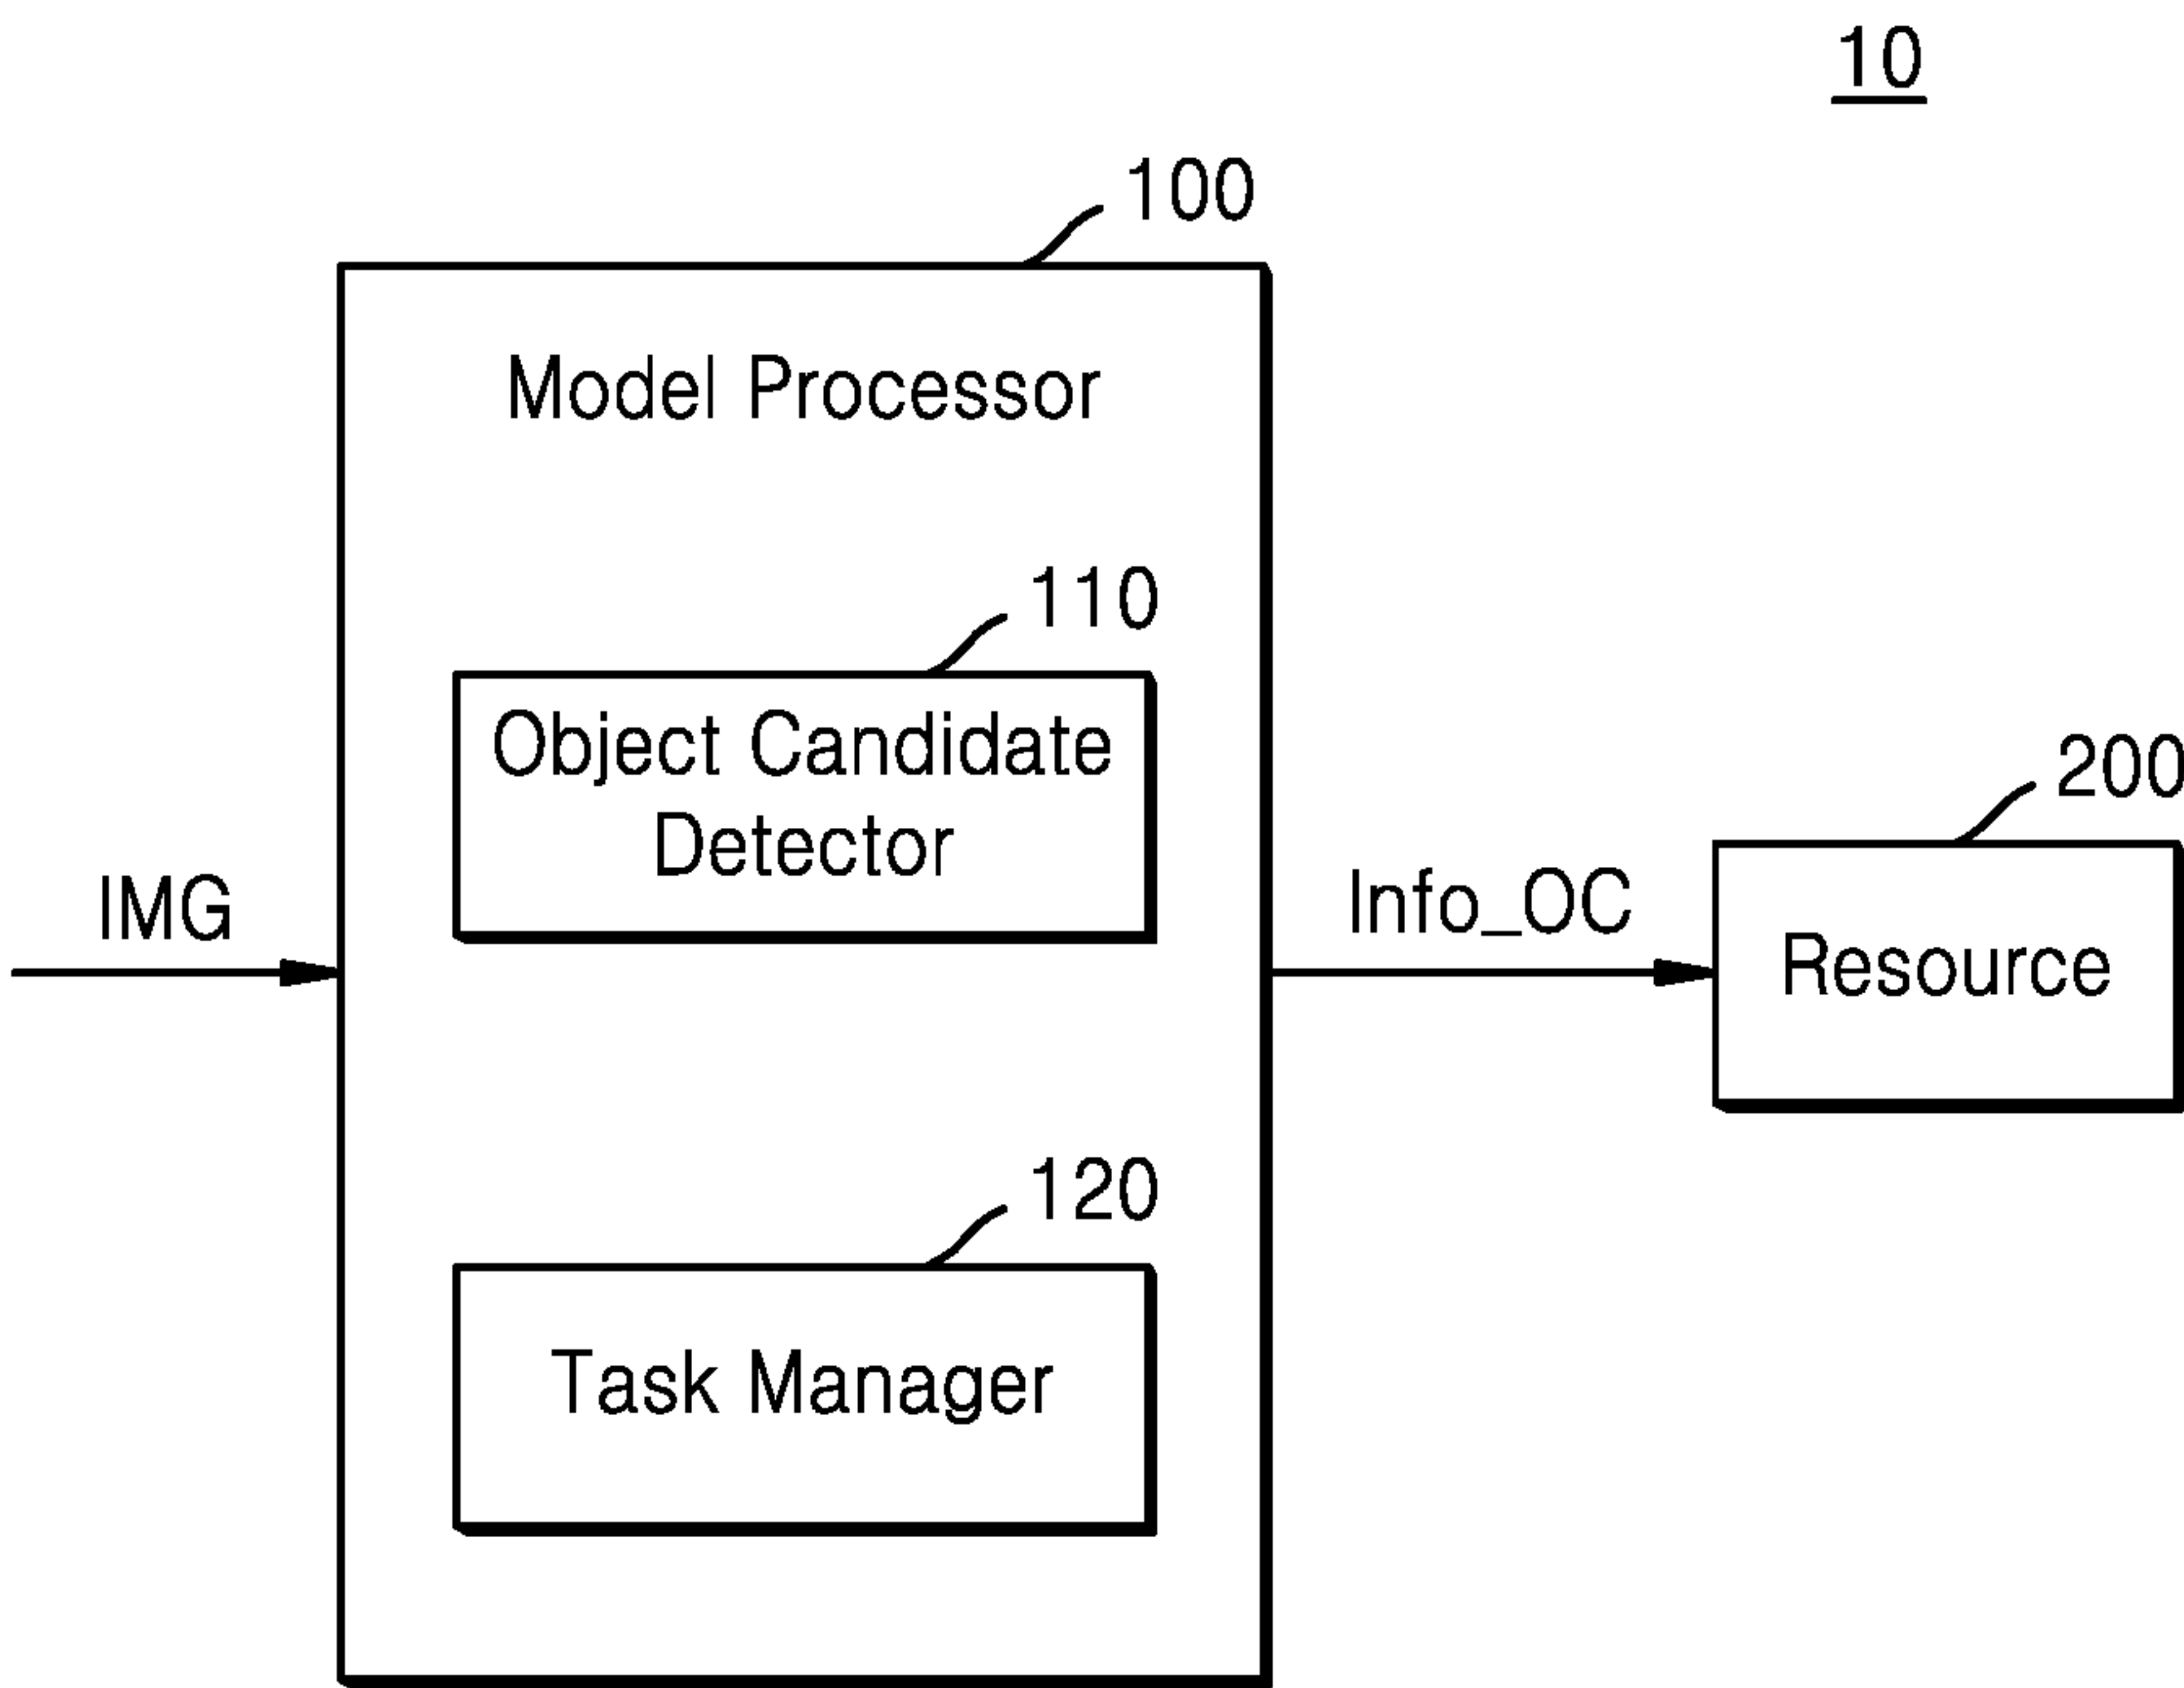 10
100
Model Processor
110
Object Candidate
Detector
200
IMG
Info_OC
Resource
120
Task Manager